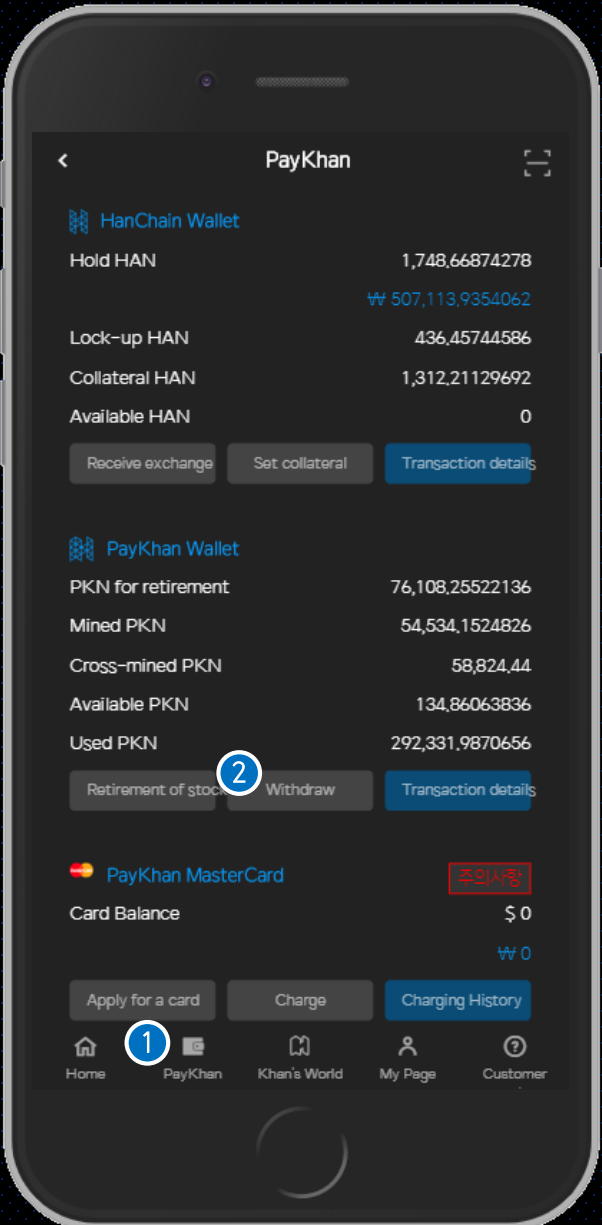 PayKhan
HanChain Wallet
Hold HAN 1,748,66874278
₩ 507,113,9354062
Lock-up HAN 436,45744586
Collateral HAN 1,312,21129692
Available HAN 0
Receive exchange Set collateral Transaction details
PayKhan Wallet
PKN for retirement 76,108,25522136
Mined PKN 54,534,1524826
Cross-mined PKN 58,824,44
Available PKN 134,86063836
Used PKN 292,331,9870656
2
Retirement of stock Withdraw Transaction details
PayKhan MasterCard 주의사항
Card Balance $ 0
₩ 0
Apply for a card Charge Charging History
1
Home PayKhan Khan's World My Page Customer